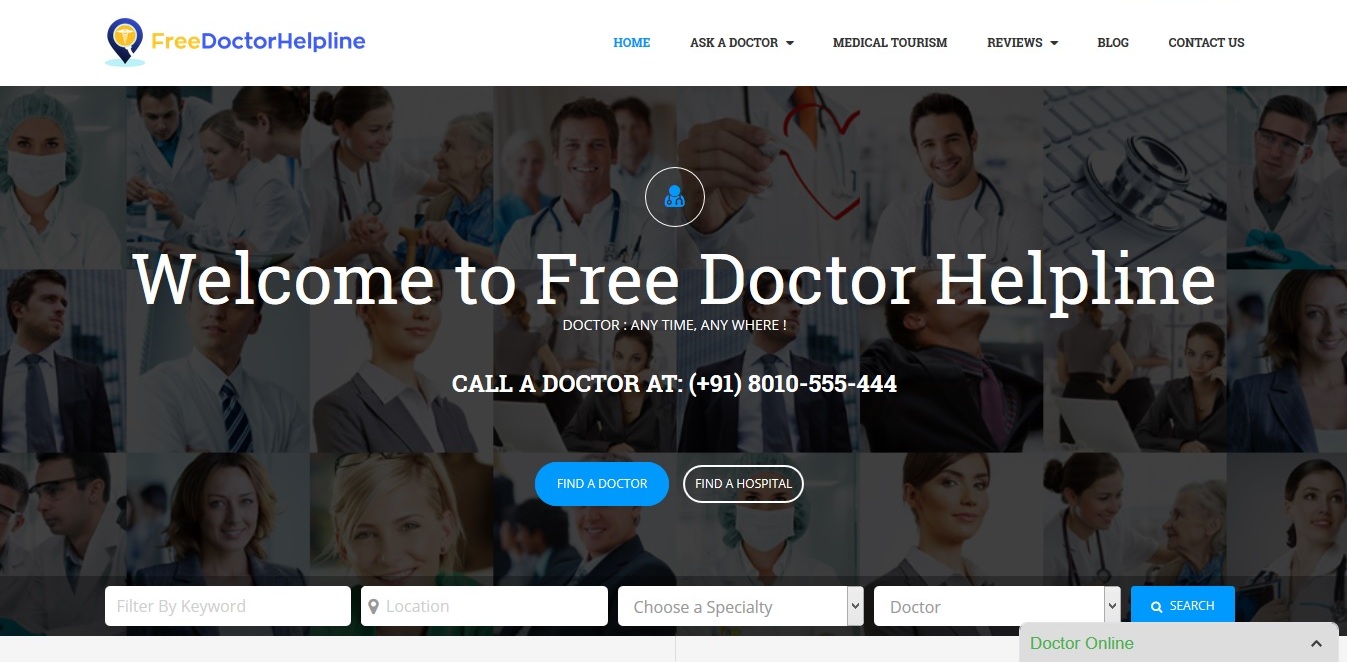 FreeDoctorHelpline
HOME ASK A DOCTOR MEDICAL TOURISM REVIEWS BLOG CONTACT US
Welcome to Free Doctor Helpline
DOCTOR : ANY TIME, ANY WHERE !
CALL A DOCTOR AT: (+91) 8010-555-444
FIND A DOCTOR FIND A HOSPITAL
Filter By Keyword Location Choose a Specialty Doctor SEARCH
Doctor Online